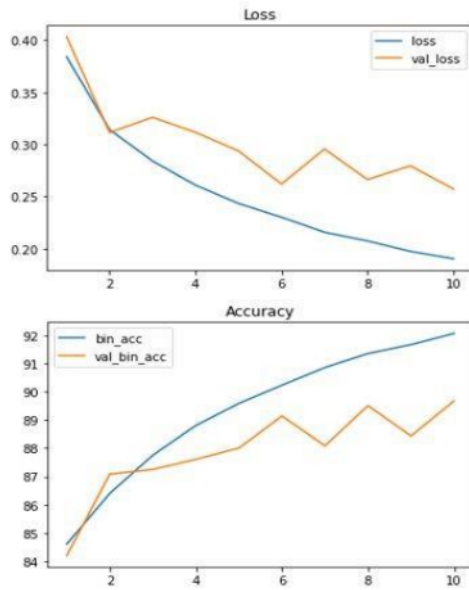 Loss
0.40
0.35
0.30
0.25
0.20
loss
val_loss
2 4 6 8 10
Accuracy
92
91
90
89
88
87
86
85
84
bin_acc
val_bin_acc
2 4 6 8 10